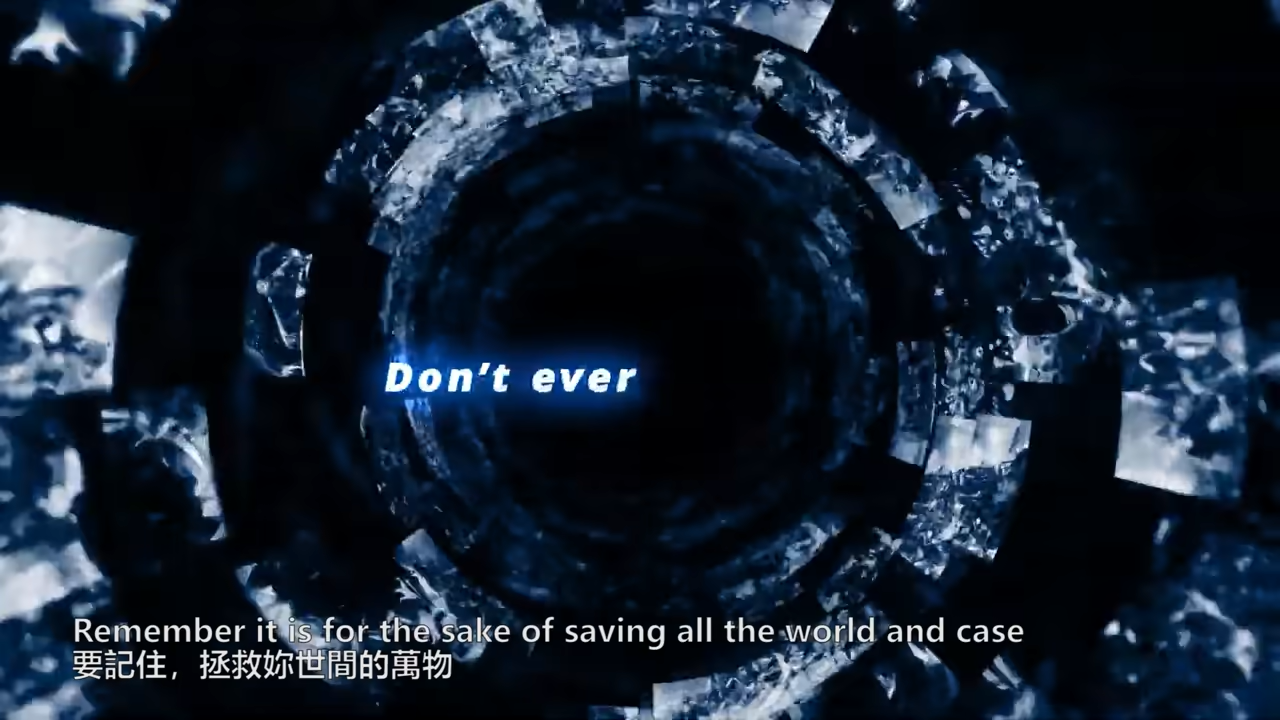 Don't ever
Remember it is for the sake of saving all the world and case
要記住，拯救妳世間的萬物